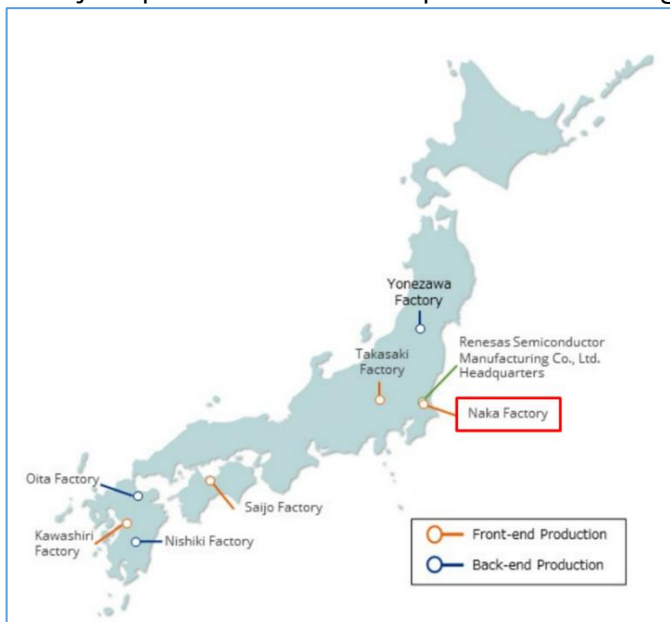 Yonezawa
Factory
Takasaki
Factory
Renesas Semiconductor
Manufacturing Co., Ltd.
Headquarters
Naka Factory
Oita Factory
Saijo Factory
Kawashiri
Factory
Nishiki Factory
Front-end Production
Back-end Production